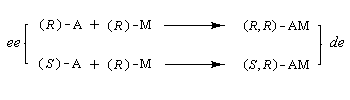 (R)-A + (R)-M ⟶ (R,R)-AM
ee { } de
(S)-A + (R)-M ⟶ (S,R)-AM